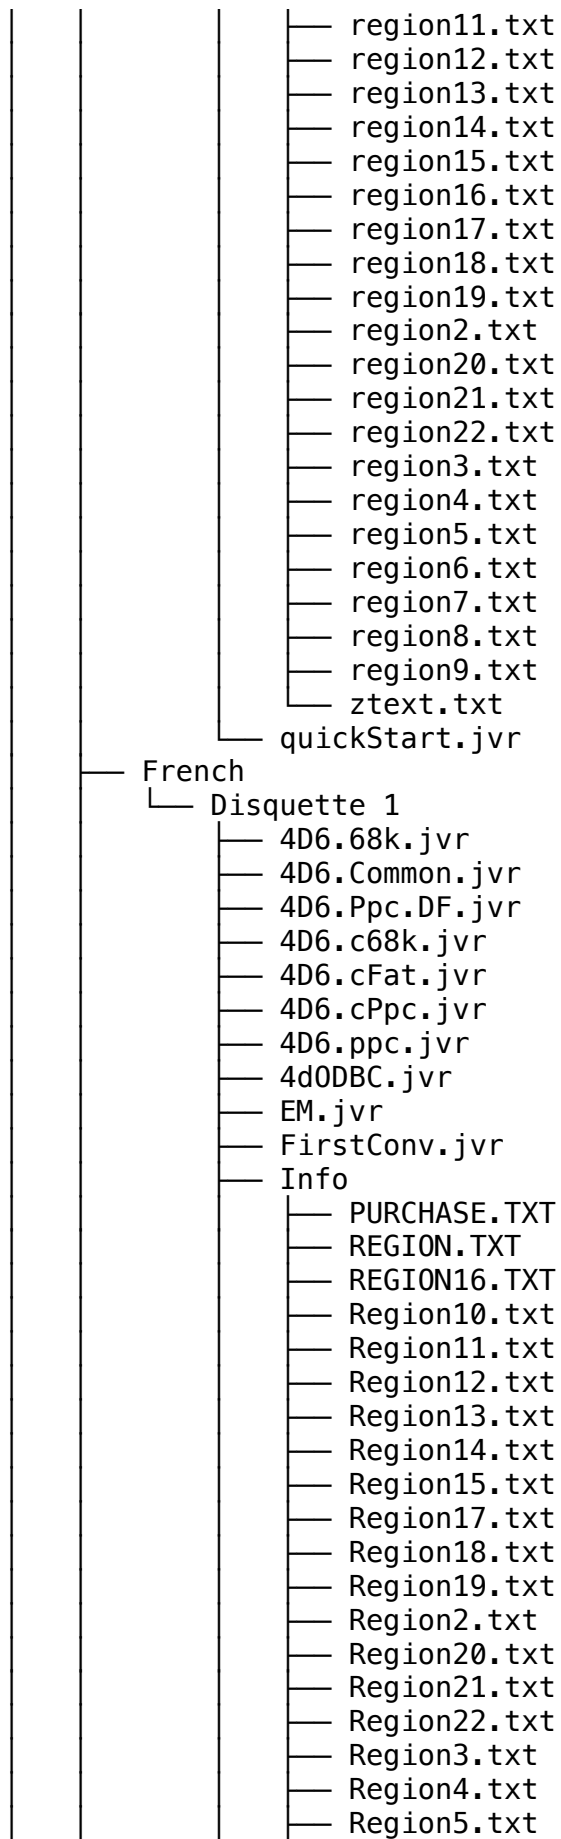 │   │       │   ├── region11.txt
│   │       │   ├── region12.txt
│   │       │   ├── region13.txt
│   │       │   ├── region14.txt
│   │       │   ├── region15.txt
│   │       │   ├── region16.txt
│   │       │   ├── region17.txt
│   │       │   ├── region18.txt
│   │       │   ├── region19.txt
│   │       │   ├── region2.txt
│   │       │   ├── region20.txt
│   │       │   ├── region21.txt
│   │       │   ├── region22.txt
│   │       │   ├── region3.txt
│   │       │   ├── region4.txt
│   │       │   ├── region5.txt
│   │       │   ├── region6.txt
│   │       │   ├── region7.txt
│   │       │   ├── region8.txt
│   │       │   ├── region9.txt
│   │       │   └── ztext.txt
│   │       └── quickStart.jvr
│   ├── French
│   │   └── Disquette 1
│   │       ├── 4D6.68k.jvr
│   │       ├── 4D6.Common.jvr
│   │       ├── 4D6.Ppc.DF.jvr
│   │       ├── 4D6.c68k.jvr
│   │       ├── 4D6.cFat.jvr
│   │       ├── 4D6.cPpc.jvr
│   │       ├── 4D6.ppc.jvr
│   │       ├── 4dODBC.jvr
│   │       ├── EM.jvr
│   │       ├── FirstConv.jvr
│   │       ├── Info
│   │       │   ├── PURCHASE.TXT
│   │       │   ├── REGION.TXT
│   │       │   ├── REGION16.TXT
│   │       │   ├── Region10.txt
│   │       │   ├── Region11.txt
│   │       │   ├── Region12.txt
│   │       │   ├── Region13.txt
│   │       │   ├── Region14.txt
│   │       │   ├── Region15.txt
│   │       │   ├── Region17.txt
│   │       │   ├── Region18.txt
│   │       │   ├── Region19.txt
│   │       │   ├── Region2.txt
│   │       │   ├── Region20.txt
│   │       │   ├── Region21.txt
│   │       │   ├── Region22.txt
│   │       │   ├── Region3.txt
│   │       │   ├── Region4.txt
│   │       │   ├── Region5.txt